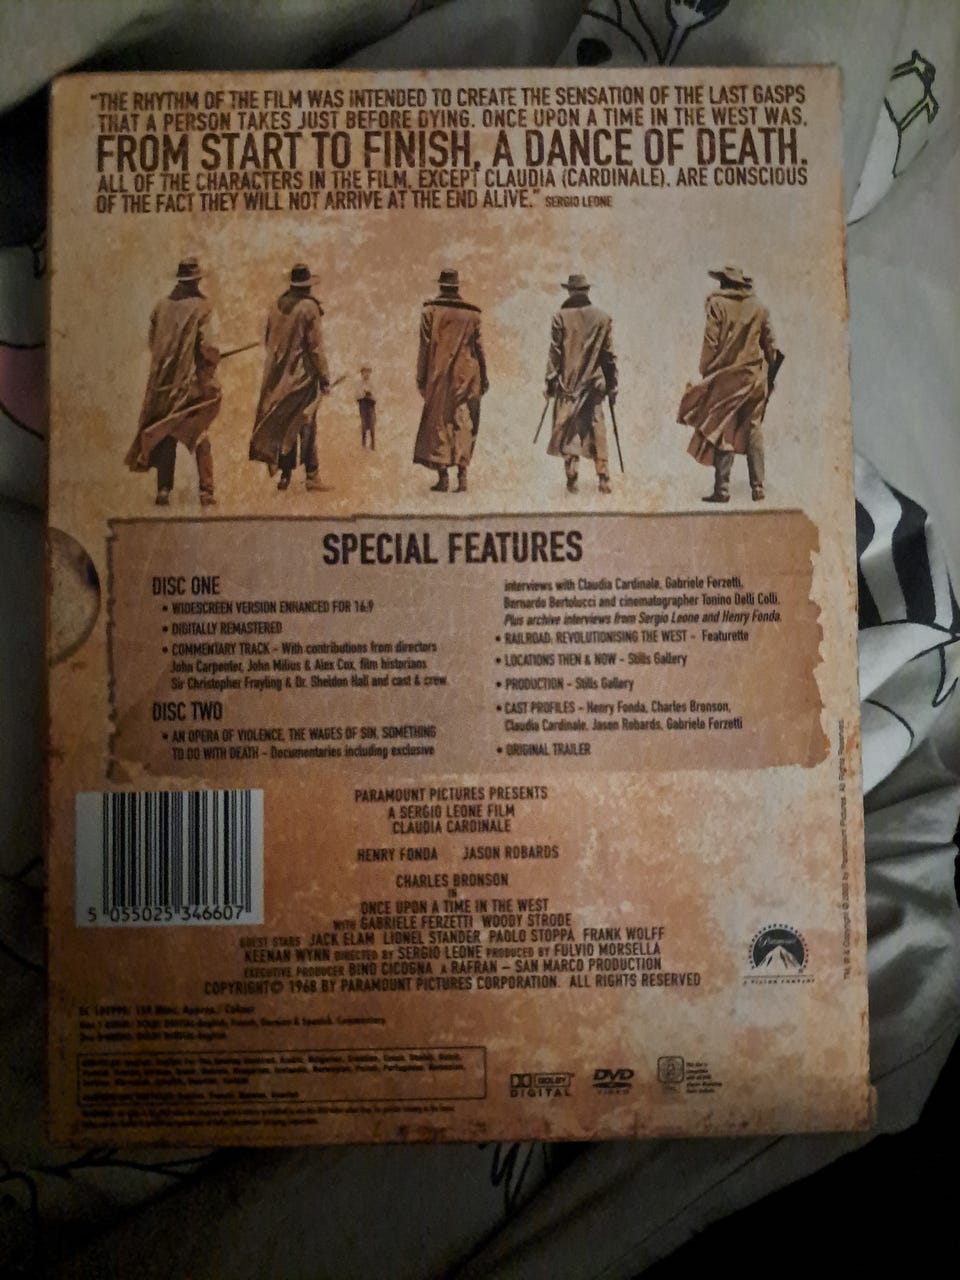 "THE RHYTHM OF THE FILM WAS INTENDED TO CREATE THE SENSATION OF THE LAST GASPS
THAT A PERSON TAKES JUST BEFORE DYING. ONCE UPON A TIME IN THE WEST WAS,
FROM START TO FINISH, A DANCE OF DEATH.
ALL OF THE CHARACTERS IN THE FILM, EXCEPT CLAUDIA (CARDINALE), ARE CONSCIOUS
OF THE FACT THEY WILL NOT ARRIVE AT THE END ALIVE." SERGIO LEONE
SPECIAL FEATURES
DISC ONE
• WIDESCREEN VERSION ENHANCED FOR 16:9
• DIGITALLY REMASTERED
• COMMENTARY TRACK - With contributions from directors
John Carpenter, John Milius & Alex Cox, film historians
Sir Christopher Frayling & Dr. Sheldon Hall and cast & crew
DISC TWO
• AN OPERA OF VIOLENCE, THE WAGES OF SIN, SOMETHING
TO DO WITH DEATH - Documentaries including exclusive
interviews with Claudia Cardinale, Gabriele Ferzetti,
Bernardo Bertolucci and cinematographer Tonino Delli Colli.
Plus archive interviews from Sergio Leone and Henry Fonda.
• RAILROAD: REVOLUTIONISING THE WEST - Featurette
• LOCATIONS THEN & NOW - Stills Gallery
• PRODUCTION - Stills Gallery
• CAST PROFILES - Henry Fonda, Charles Bronson,
Claudia Cardinale, Jason Robards, Gabriele Ferzetti
• ORIGINAL TRAILER
PARAMOUNT PICTURES PRESENTS
A SERGIO LEONE FILM
CLAUDIA CARDINALE
HENRY FONDA JASON ROBARDS
CHARLES BRONSON
IN
ONCE UPON A TIME IN THE WEST
WITH GABRIELE FERZETTI WOODY STRODE
GUEST STARS JACK ELAM LIONEL STANDER PAOLO STOPPA FRANK WOLFF
KEENAN WYNN DIRECTED BY SERGIO LEONE PRODUCED BY FULVIO MORSELLA
EXECUTIVE PRODUCER BINO CICOGNA A RAFRAN - SAN MARCO PRODUCTION
COPYRIGHT© 1968 BY PARAMOUNT PICTURES CORPORATION. ALL RIGHTS RESERVED
5 055025 346607
Paramount
DOLBY
DIGITAL
DVD
VIDEO